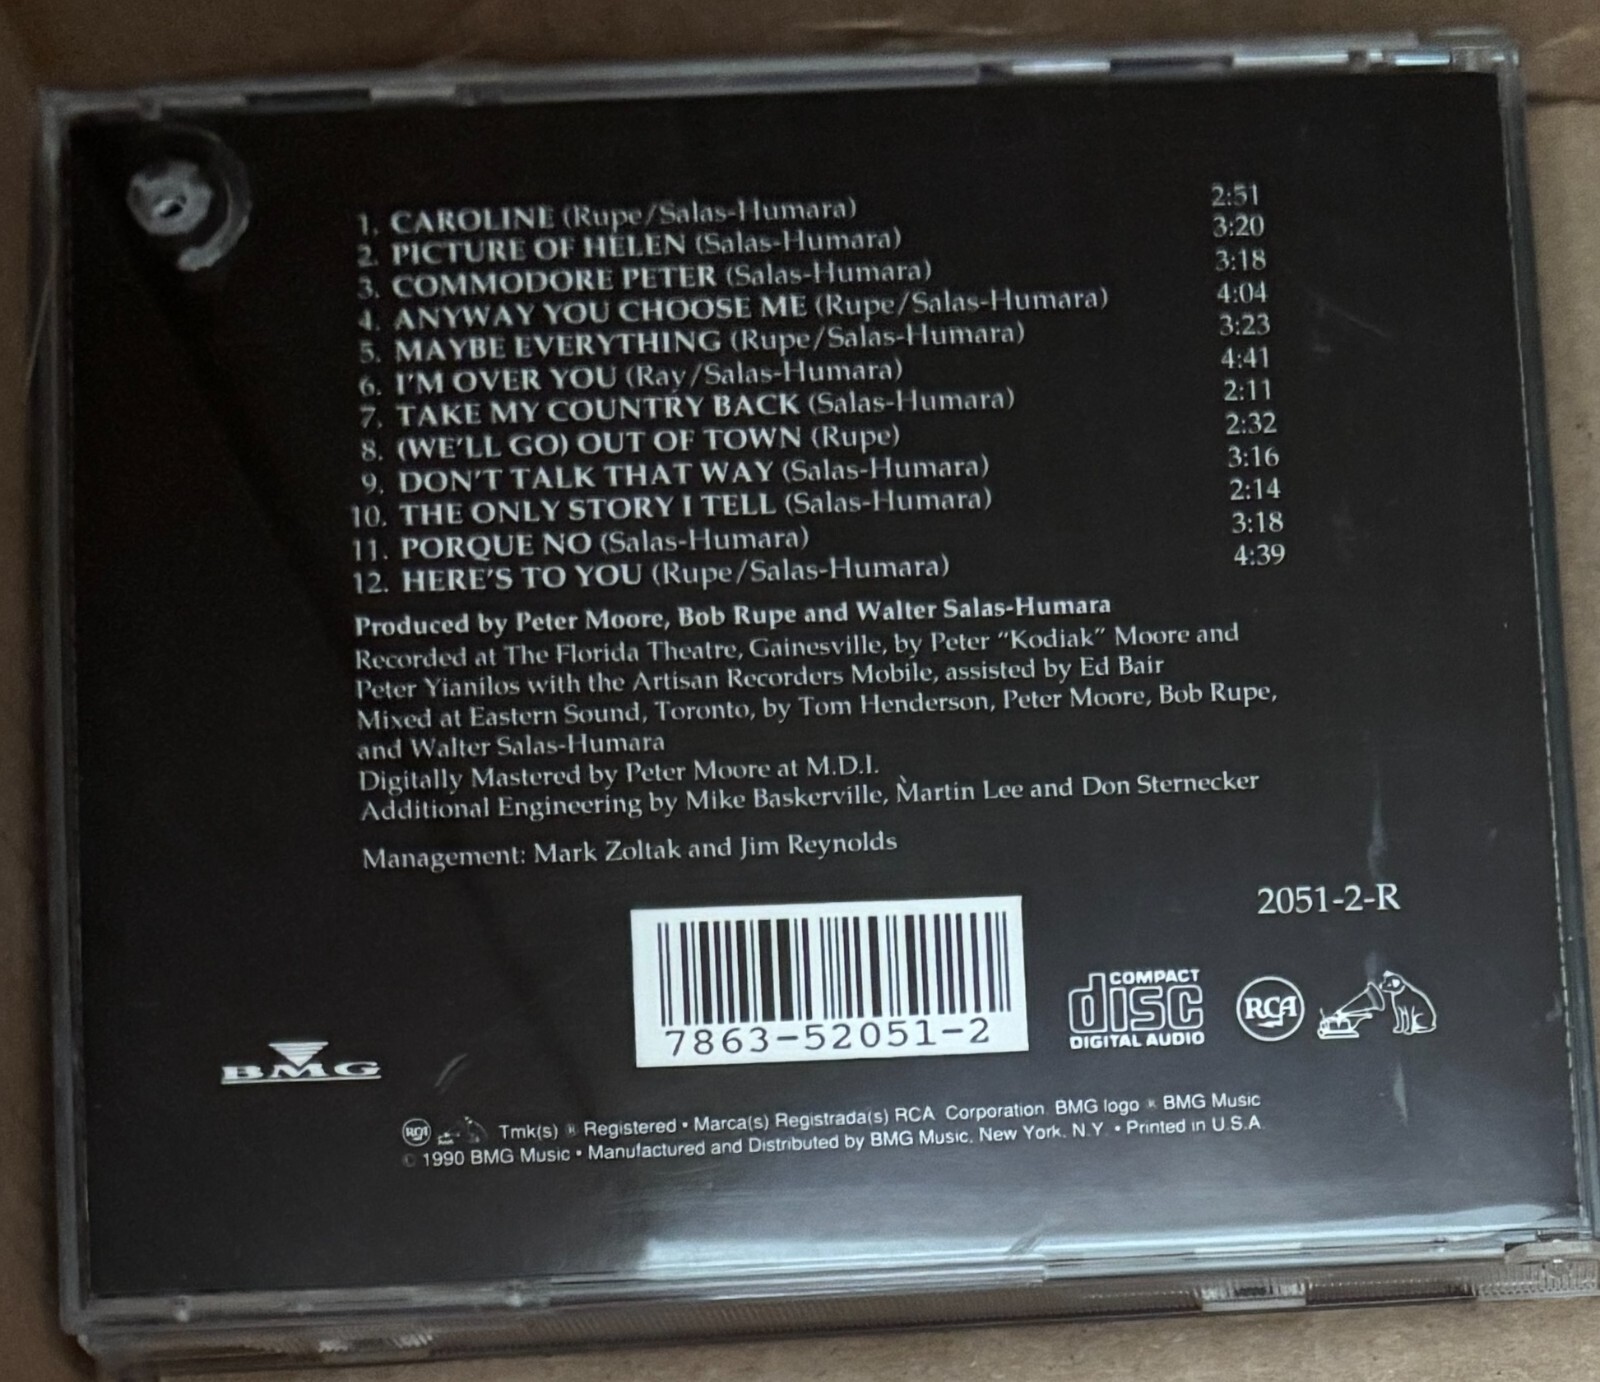 1. CAROLINE (Rupe/Salas-Humara) 2:51
2. PICTURE OF HELEN (Salas-Humara) 3:20
3. COMMODORE PETER (Salas-Humara) 3:18
4. ANYWAY YOU CHOOSE ME (Rupe/Salas-Humara) 4:04
5. MAYBE EVERYTHING (Rupe/Salas-Humara) 3:23
6. I'M OVER YOU (Ray/Salas-Humara) 4:41
7. TAKE MY COUNTRY BACK (Salas-Humara) 2:11
8. (WE'LL GO) OUT OF TOWN (Rupe) 2:32
9. DON'T TALK THAT WAY (Salas-Humara) 3:16
10. THE ONLY STORY I TELL (Salas-Humara) 2:14
11. PORQUE NO (Salas-Humara) 3:18
12. HERE'S TO YOU (Rupe/Salas-Humara) 4:39
Produced by Peter Moore, Bob Rupe and Walter Salas-Humara
Recorded at The Florida Theatre, Gainesville, by Peter "Kodiak" Moore and
Peter Yianilos with the Artisan Recorders Mobile, assisted by Ed Bair
Mixed at Eastern Sound, Toronto, by Tom Henderson, Peter Moore, Bob Rupe,
and Walter Salas-Humara
Digitally Mastered by Peter Moore at M.D.I.
Additional Engineering by Mike Baskerville, Martin Lee and Don Sternecker
Management: Mark Zoltak and Jim Reynolds
2051-2-R
7863-52051-2
COMPACT
disc
DIGITAL AUDIO
RCA
BMG
RCA Tmk(s) ® Registered • Marca(s) Registrada(s) RCA Corporation. BMG logo ® BMG Music
© 1990 BMG Music • Manufactured and Distributed by BMG Music, New York, N.Y. • Printed in U.S.A.